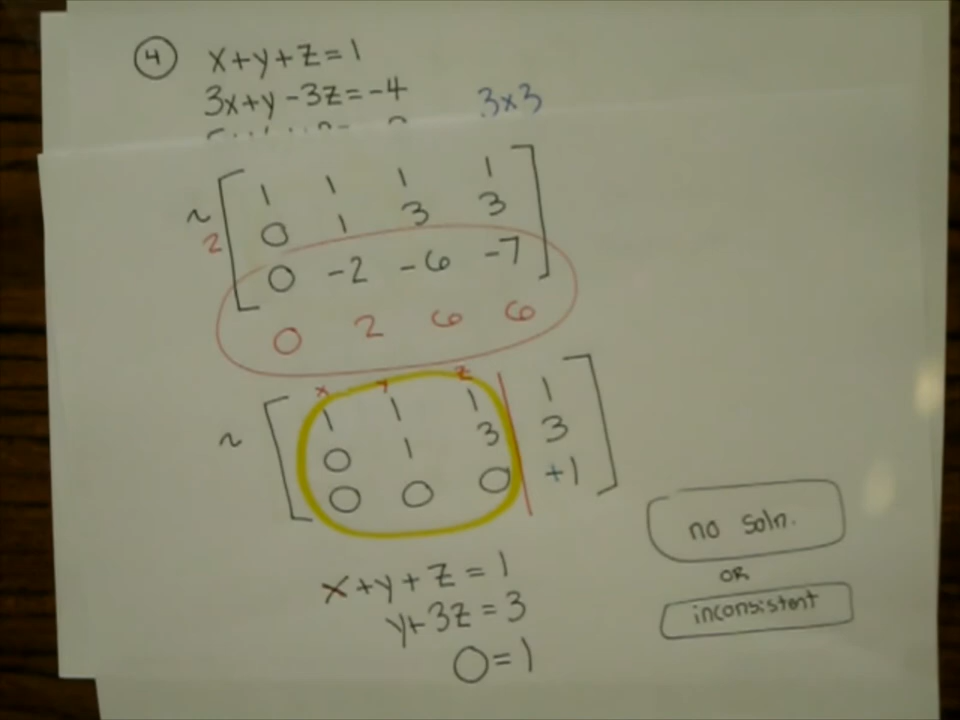 4 x+y+z=1
3x+y-3z=-4 3x3
~ 1 1 1 1
2 0 1 3 3
0 -2 -6 -7
0 2 6 6
x y z
~ 1 1 1 1
0 1 3 3
0 0 0 +1
x+y+z=1
y+3z=3
0=1
no soln.
OR
inconsistent